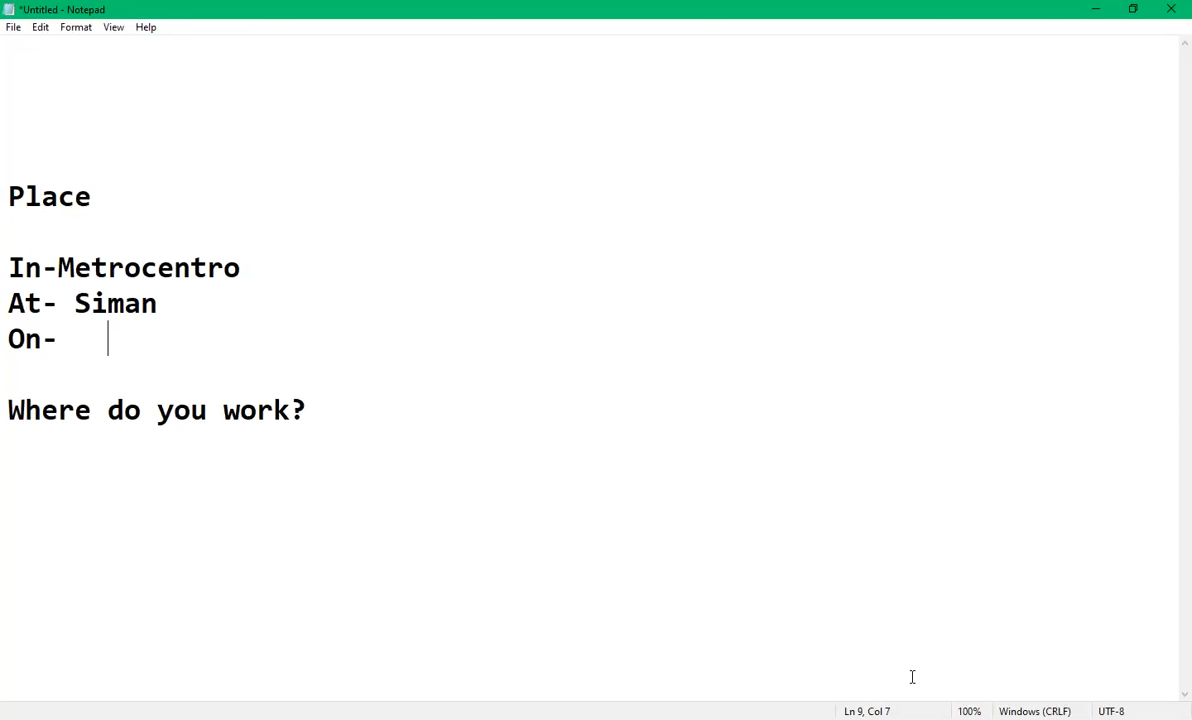 *Untitled - Notepad
File Edit Format View Help
Place
In-Metrocentro
At- Siman
On-
Where do you work?
Ln 9, Col 7 100% Windows (CRLF) UTF-8